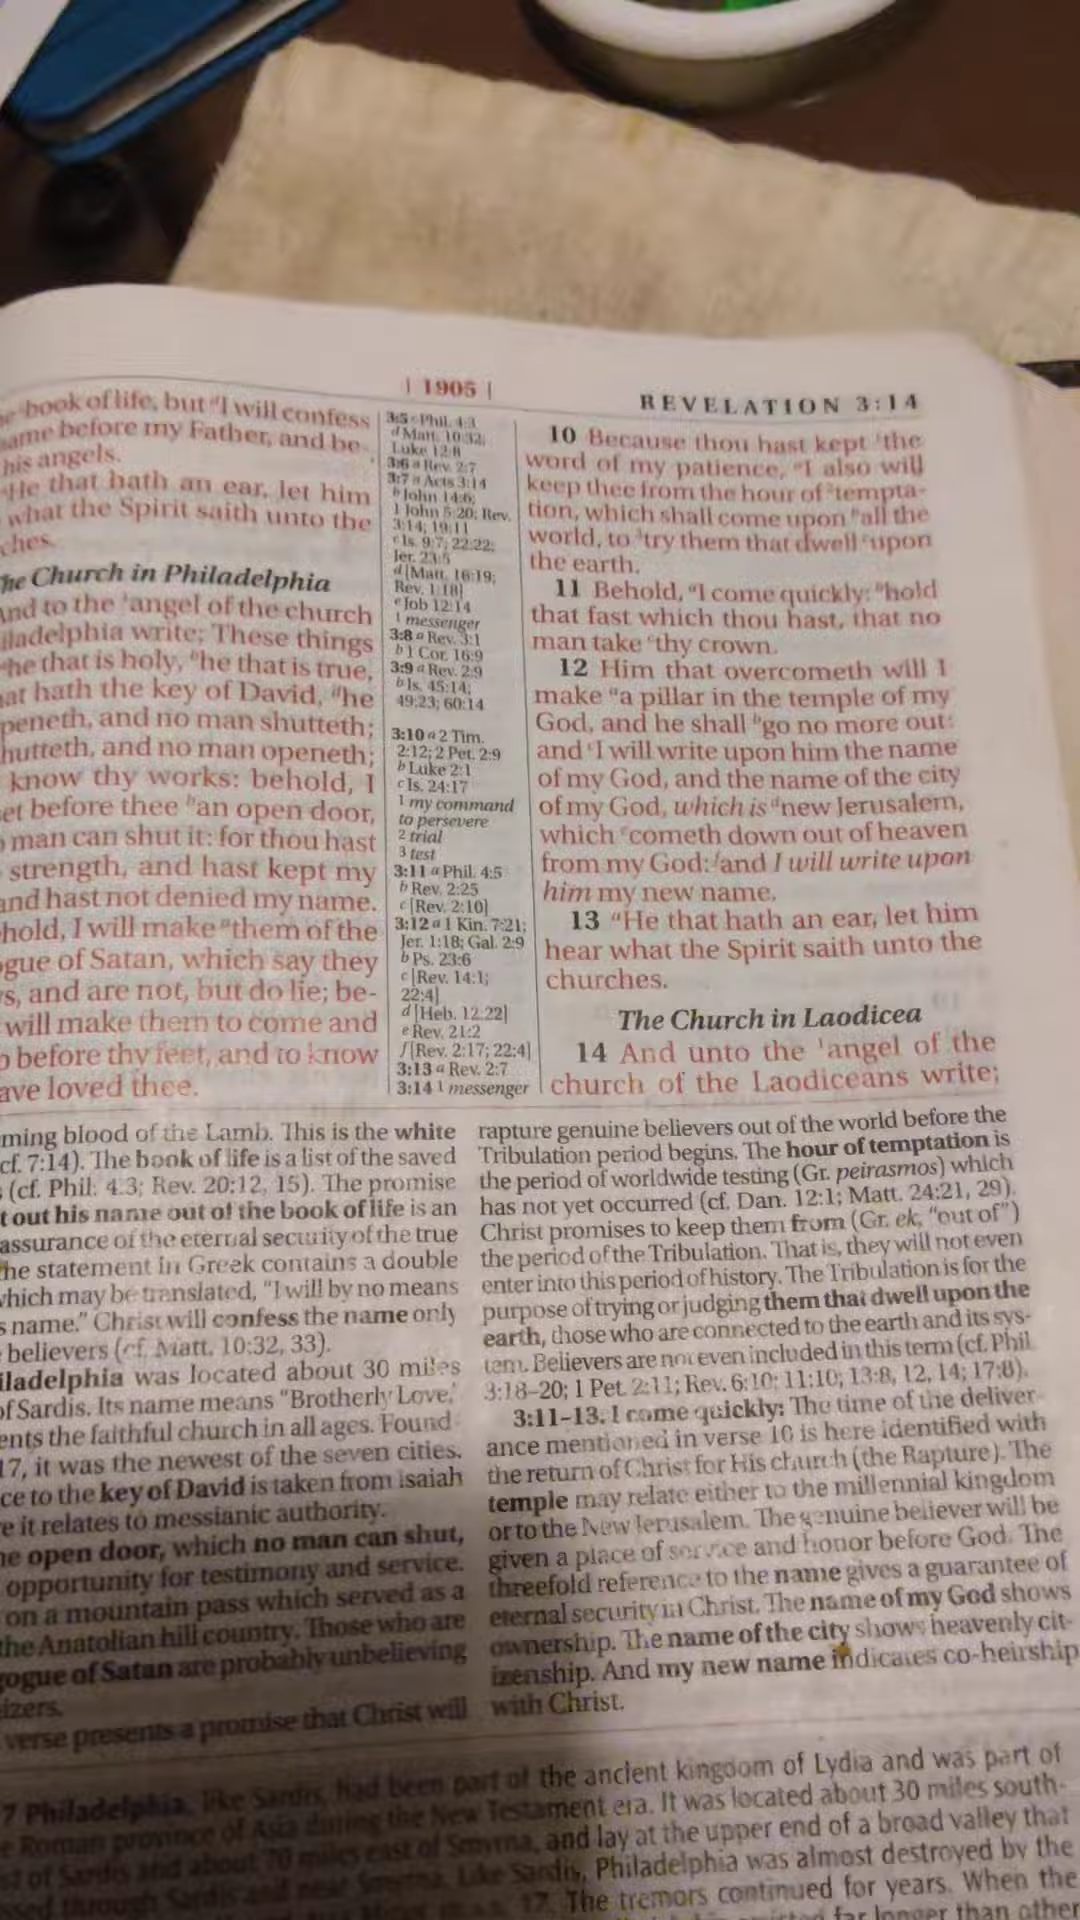 | 1905 |
REVELATION 3:14
book of life, but "I will confess
name before my Father, and be-
his angels.
He that hath an ear, let him
what the Spirit saith unto the
ches.
The Church in Philadelphia
And to the ¹angel of the church
iladelphia write; These things
he that is holy, ᵇhe that is true,
hat hath the key of David, ᵈhe
peneth, and no man shutteth;
hutteth, and no man openeth;
know thy works: behold, I
et before thee ᵇan open door,
man can shut it: for thou hast
strength, and hast kept my
and hast not denied my name.
hold, I will make ᵃthem of the
ogue of Satan, which say they
s, and are not, but do lie; be-
will make them to come and
before thy feet, and to know
ave loved thee.
3:5 c Phil. 4:3
d Matt. 10:32;
Luke 12:8
3:6 a Rev. 2:7
3:7 a Acts 3:14
b John 14:6;
1 John 5:20; Rev.
3:14; 19:11
c Is. 9:7; 22:22;
Jer. 23:5
d [Matt. 16:19;
Rev. 1:18]
e Job 12:14
1 messenger
3:8 a Rev. 3:1
b 1 Cor. 16:9
3:9 a Rev. 2:9
b Is. 45:14;
49:23; 60:14
3:10 a 2 Tim.
2:12; 2 Pet. 2:9
b Luke 2:1
c Is. 24:17
1 my command
to persevere
2 trial
3 test
3:11 a Phil. 4:5
b Rev. 2:25
c [Rev. 2:10]
3:12 a 1 Kin. 7:21;
Jer. 1:18; Gal. 2:9
b Ps. 23:6
c [Rev. 14:1;
22:4]
d [Heb. 12:22]
e Rev. 21:2
f [Rev. 2:17; 22:4]
3:13 a Rev. 2:7
3:14 1 messenger
10 Because thou hast kept ¹the
word of my patience, ᵃI also will
keep thee from the hour of ²tempta-
tion, which shall come upon ᵇall the
world, to ³try them that dwell ᶜupon
the earth.
11 Behold, ᵃI come quickly: ᵇhold
that fast which thou hast, that no
man take ᶜthy crown.
12 Him that overcometh will I
make ᵃa pillar in the temple of my
God, and he shall ᵇgo no more out:
and ᶜI will write upon him the name
of my God, and the name of the city
of my God, which is ᵈnew Jerusalem,
which ᵉcometh down out of heaven
from my God: ᶠand I will write upon
him my new name.
13 ᵃHe that hath an ear, let him
hear what the Spirit saith unto the
churches.
The Church in Laodicea
14 And unto the ¹angel of the
church of the Laodiceans write;
ming blood of the Lamb. This is the white
cf. 7:14). The book of life is a list of the saved
(cf. Phil. 4:3; Rev. 20:12, 15). The promise
t out his name out of the book of life is an
assurance of the eternal security of the true
he statement in Greek contains a double
which may be translated, "I will by no means
s name." Christ will confess the name only
believers (cf. Matt. 10:32, 33).
iladelphia was located about 30 miles
of Sardis. Its name means "Brotherly Love,"
ents the faithful church in all ages. Found
17, it was the newest of the seven cities.
ce to the key of David is taken from Isaiah
e it relates to messianic authority.
he open door, which no man can shut,
opportunity for testimony and service.
on a mountain pass which served as a
the Anatolian hill country. Those who are
gogue of Satan are probably unbelieving
izers.
verse presents a promise that Christ will
rapture genuine believers out of the world before the
Tribulation period begins. The hour of temptation is
the period of worldwide testing (Gr. peirasmos) which
has not yet occurred (cf. Dan. 12:1; Matt. 24:21, 29).
Christ promises to keep them from (Gr. ek, "out of")
the period of the Tribulation. That is, they will not even
enter into this period of history. The Tribulation is for the
purpose of trying or judging them that dwell upon the
earth, those who are connected to the earth and its sys-
tem. Believers are not even included in this term (cf. Phil.
3:18–20; 1 Pet. 2:11; Rev. 6:10; 11:10; 13:8, 12, 14; 17:8).
3:11–13. I come quickly: The time of the deliver-
ance mentioned in verse 10 is here identified with
the return of Christ for His church (the Rapture). The
temple may relate either to the millennial kingdom
or to the New Jerusalem. The genuine believer will be
given a place of service and honor before God. The
threefold reference to the name gives a guarantee of
eternal security in Christ. The name of my God shows
ownership. The name of the city shows heavenly cit-
izenship. And my new name indicates co-heirship
with Christ.
7 Philadelphia, like Sardis, had been part of the ancient kingdom of Lydia and was part of
Roman province of Asia during the New Testament era. It was located about 30 miles south-
st of Sardis and about 70 miles east of Smyrna, and lay at the upper end of a broad valley that
ssed through Sardis and near Smyrna. Like Sardis, Philadelphia was almost destroyed by the
17. The tremors continued for years. When the
far longer than other